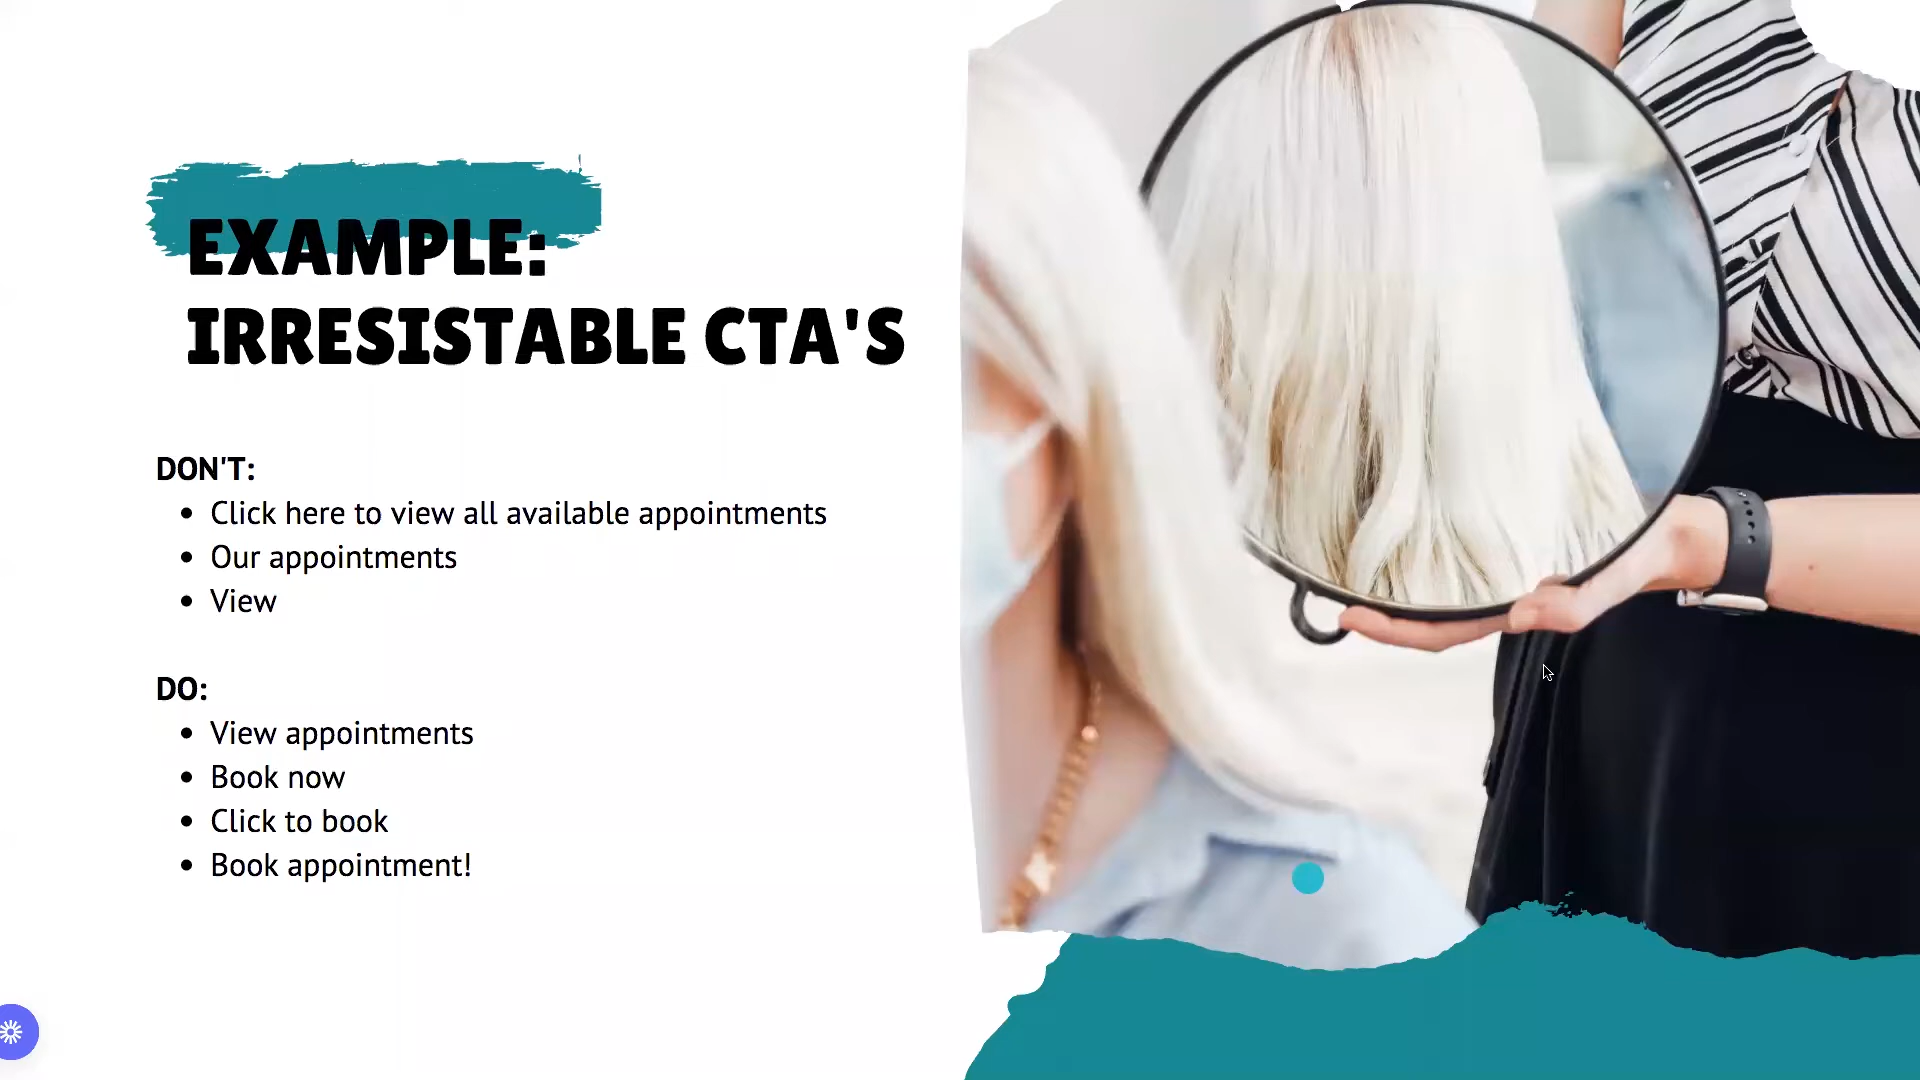 EXAMPLE:
IRRESISTABLE CTA'S
DON'T:
• Click here to view all available appointments
• Our appointments
• View
DO:
• View appointments
• Book now
• Click to book
• Book appointment!